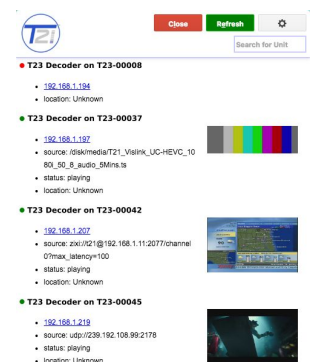 T21
Close
Refresh
Search for Unit
T23 Decoder on T23-00008
192.168.1.194
location: Unknown
T23 Decoder on T23-00037
192.168.1.197
source: /disk/media/T21_Vislink_UC-HEVC_10
80i_50_8_audio_5Mins.ts
status: playing
location: Unknown
T23 Decoder on T23-00042
192.168.1.207
source: zixi://t21@192.168.1.11:2077/channel
0?max_latency=100
status: playing
location: Unknown
T23 Decoder on T23-00045
192.168.1.219
source: udp://239.192.108.99:2178
status: playing
location: Unknown